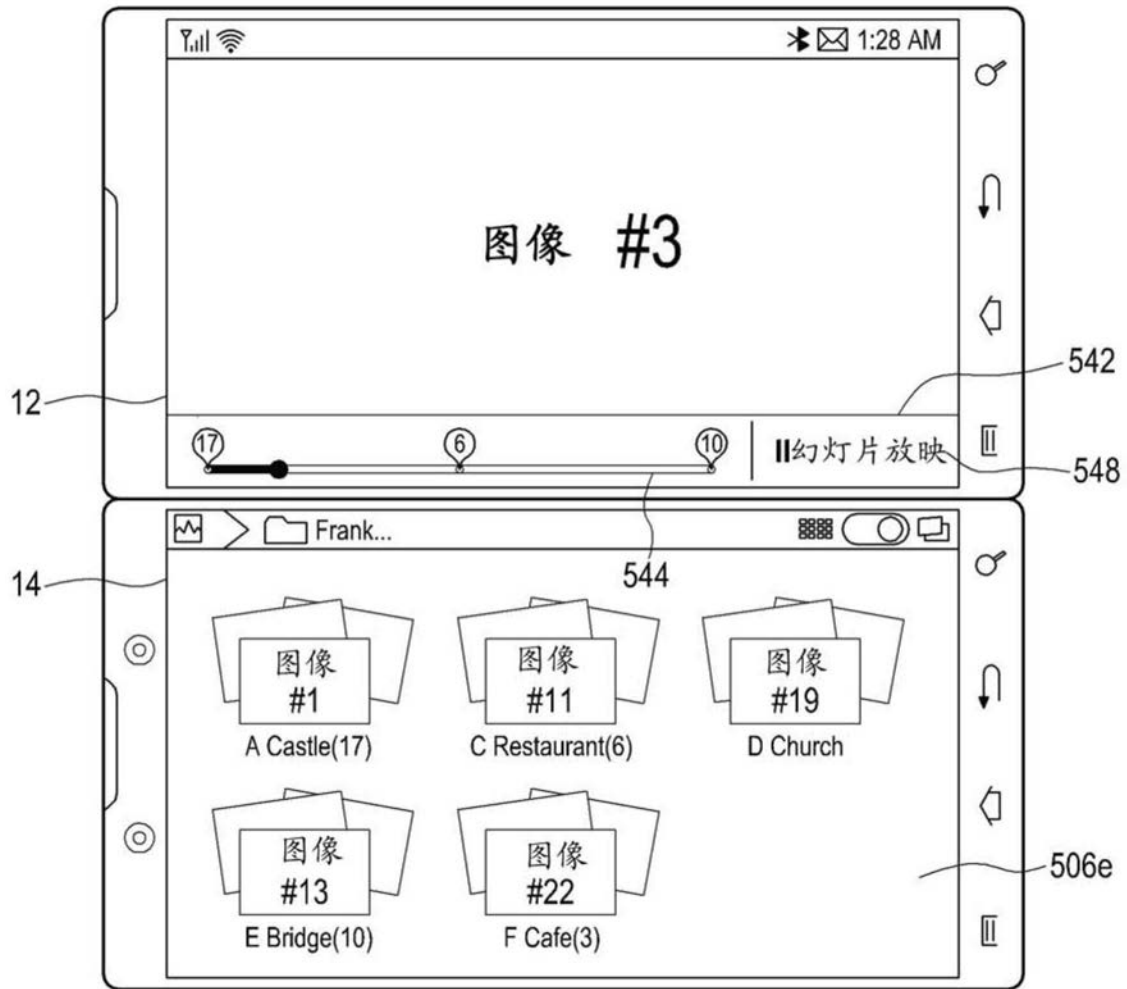 1:28 AM
图像 #3
542
12
17
6
10
II幻灯片放映
548
Frank...
14
544
图像
#1
图像
#11
图像
#19
A Castle(17)
C Restaurant(6)
D Church
图像
#13
图像
#22
506e
E Bridge(10)
F Cafe(3)